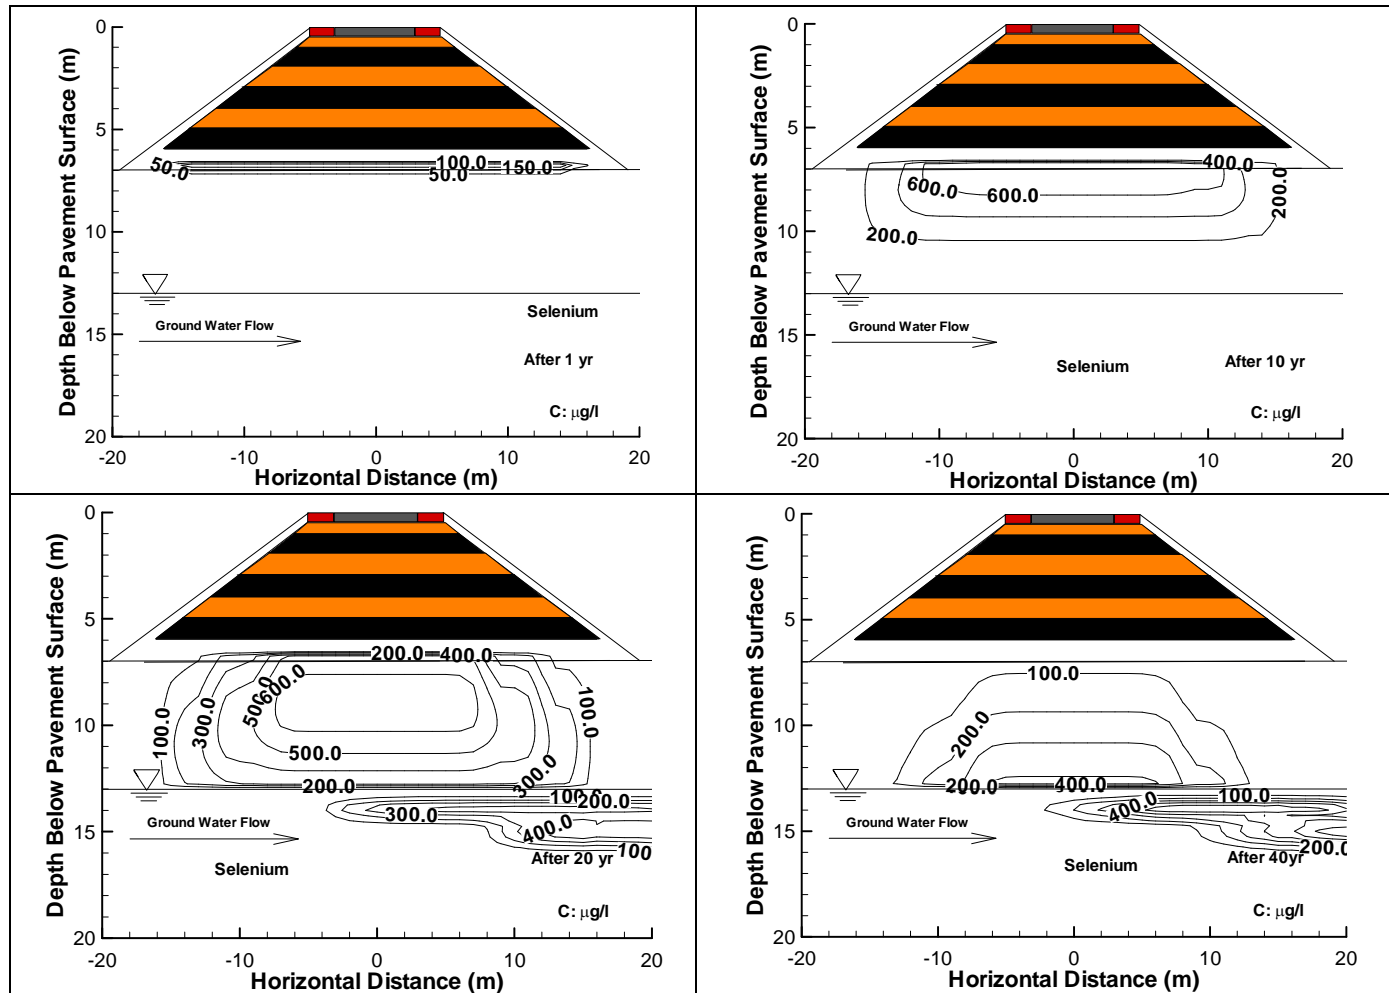 0
5
10
15
20
Depth Below Pavement Surface (m)
50.0
100.0
150.0
50.0
Ground Water Flow
Selenium
After 1 yr
C: μg/l
-20 -10 0 10 20
Horizontal Distance (m)
0
5
10
15
20
Depth Below Pavement Surface (m)
400.0
600.0
600.0
200.0
200.0
Ground Water Flow
Selenium
After 10 yr
C: μg/l
-20 -10 0 10 20
Horizontal Distance (m)
0
5
10
15
20
Depth Below Pavement Surface (m)
200.0 400.0
600.0
500.0
300.0
100.0
100.0
500.0
300.0
200.0
100.0
200.0
300.0
400.0
100
Ground Water Flow
After 20 yr
Selenium
C: μg/l
-20 -10 0 10 20
Horizontal Distance (m)
0
5
10
15
20
Depth Below Pavement Surface (m)
100.0
200.0
200.0 400.0
100.0
400.0
200.0
Ground Water Flow
After 40yr
Selenium
C: μg/l
-20 -10 0 10 20
Horizontal Distance (m)